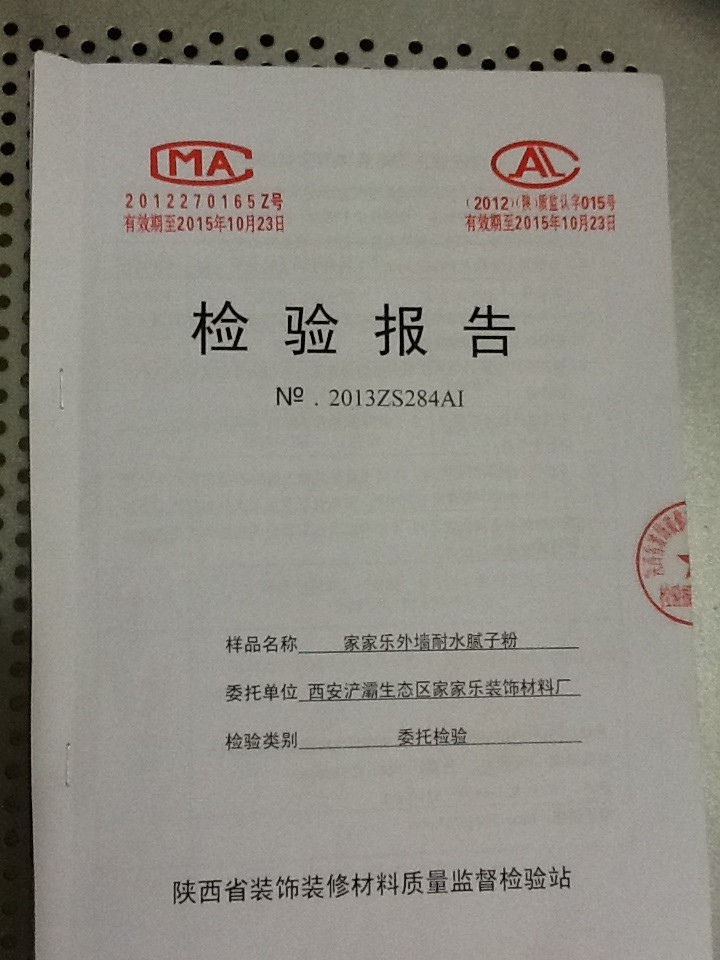 CMA
2012270165Z号
有效期至2015年10月23日
CAL
(2012)(陕)质监认字015号
有效期至2015年10月23日
检验报告
№ . 2013ZS284AI
样品名称 家家乐外墙耐水腻子粉
委托单位 西安浐灞生态区家家乐装饰材料厂
检验类别 委托检验
陕西省装饰装修材料质量监督检验站